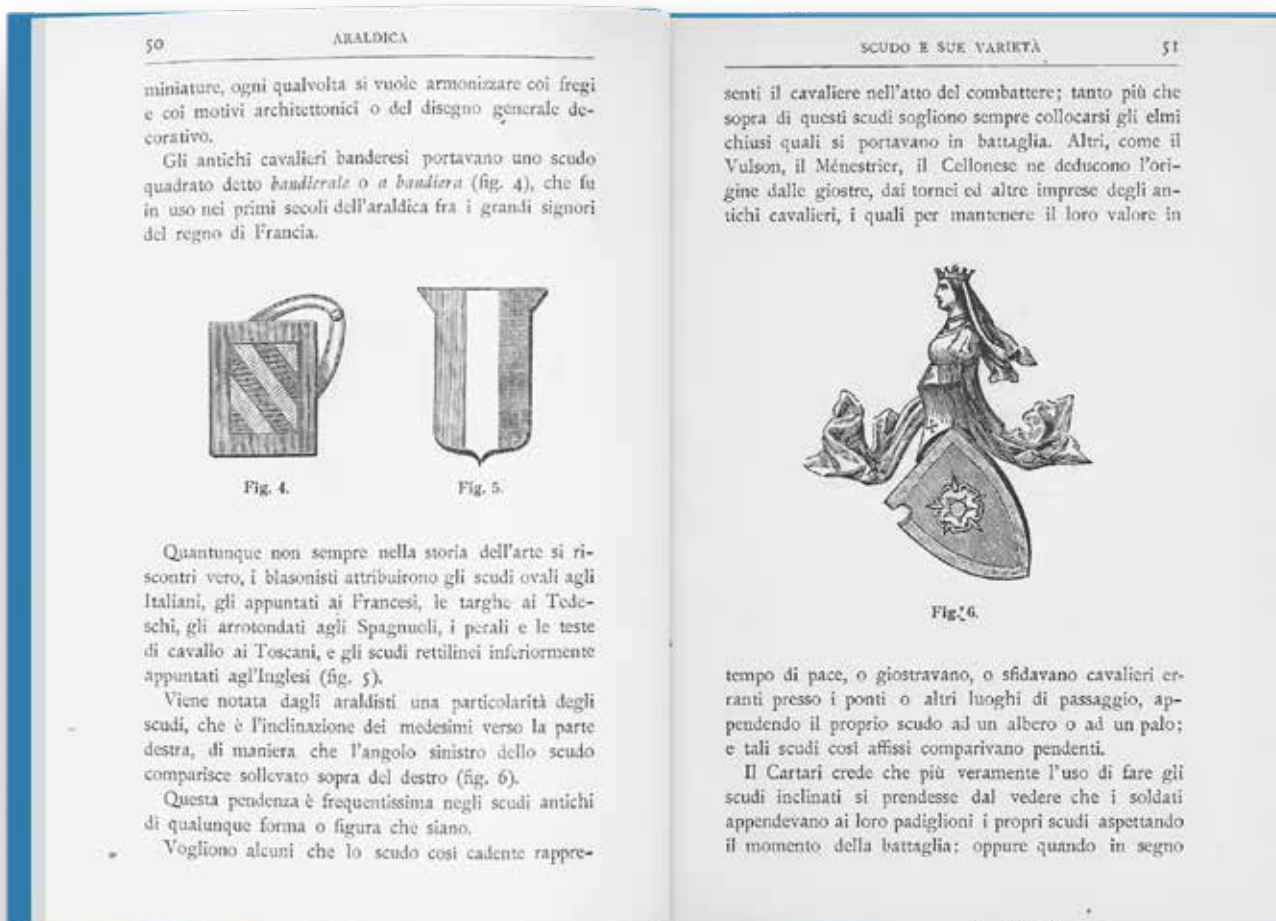 50
ARALDICA
miniature, ogni qualvolta si vuole armonizzare coi fregi
e coi motivi architettonici o del disegno generale de-
corativo.
Gli antichi cavalieri banderesi portavano uno scudo
quadrato detto bandierale o a bandiera (fig. 4), che fu
in uso nei primi secoli dell'araldica fra i grandi signori
del regno di Francia.
Fig. 4.
Fig. 5.
Quantunque non sempre nella storia dell'arte si ri-
scontri vero, i blasonisti attribuirono gli scudi ovali agli
Italiani, gli appuntati ai Francesi, le targhe ai Tede-
schi, gli arrotondati agli Spagnuoli, i perali e le teste
di cavallo ai Toscani, e gli scudi rettilinei inferiormente
appuntati agl'Inglesi (fig. 5).
Viene notata dagli araldisti una particolarità degli
scudi, che è l'inclinazione dei medesimi verso la parte
destra, di maniera che l'angolo sinistro dello scudo
comparisce sollevato sopra del destro (fig. 6).
Questa pendenza è frequentissima negli scudi antichi
di qualunque forma o figura che siano.
Vogliono alcuni che lo scudo così cadente rappre-
SCUDO E SUE VARIETÀ
51
senti il cavaliere nell'atto del combattere; tanto più che
sopra di questi scudi sogliono sempre collocarsi gli elmi
chiusi quali si portavano in battaglia. Altri, come il
Vulson, il Ménestrier, il Cellonese ne deducono l'ori-
gine dalle giostre, dai tornei ed altre imprese degli an-
tichi cavalieri, i quali per mantenere il loro valore in
Fig. 6.
tempo di pace, o giostravano, o sfidavano cavalieri er-
ranti presso i ponti o altri luoghi di passaggio, ap-
pendendo il proprio scudo ad un albero o ad un palo;
e tali scudi così affissi comparivano pendenti.
Il Cartari crede che più veramente l'uso di fare gli
scudi inclinati si prendesse dal vedere che i soldati
appendevano ai loro padiglioni i propri scudi aspettando
il momento della battaglia; oppure quando in segno